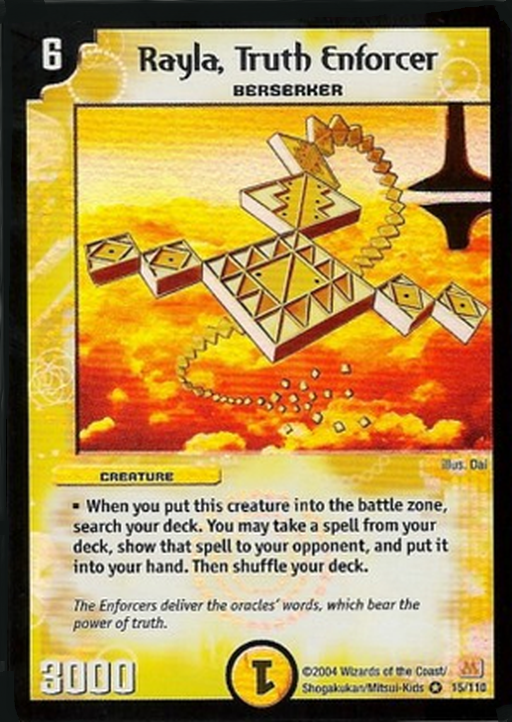 6
Rayla, Truth Enforcer
BERSERKER
illus. Dai
CREATURE
▪ When you put this creature into the battle zone,
search your deck. You may take a spell from your
deck, show that spell to your opponent, and put it
into your hand. Then shuffle your deck.
The Enforcers deliver the oracles' words, which bear the
power of truth.
3000
1
©2004 Wizards of the Coast/
Shogakukan/Mitsui-Kids ✪ 15/110